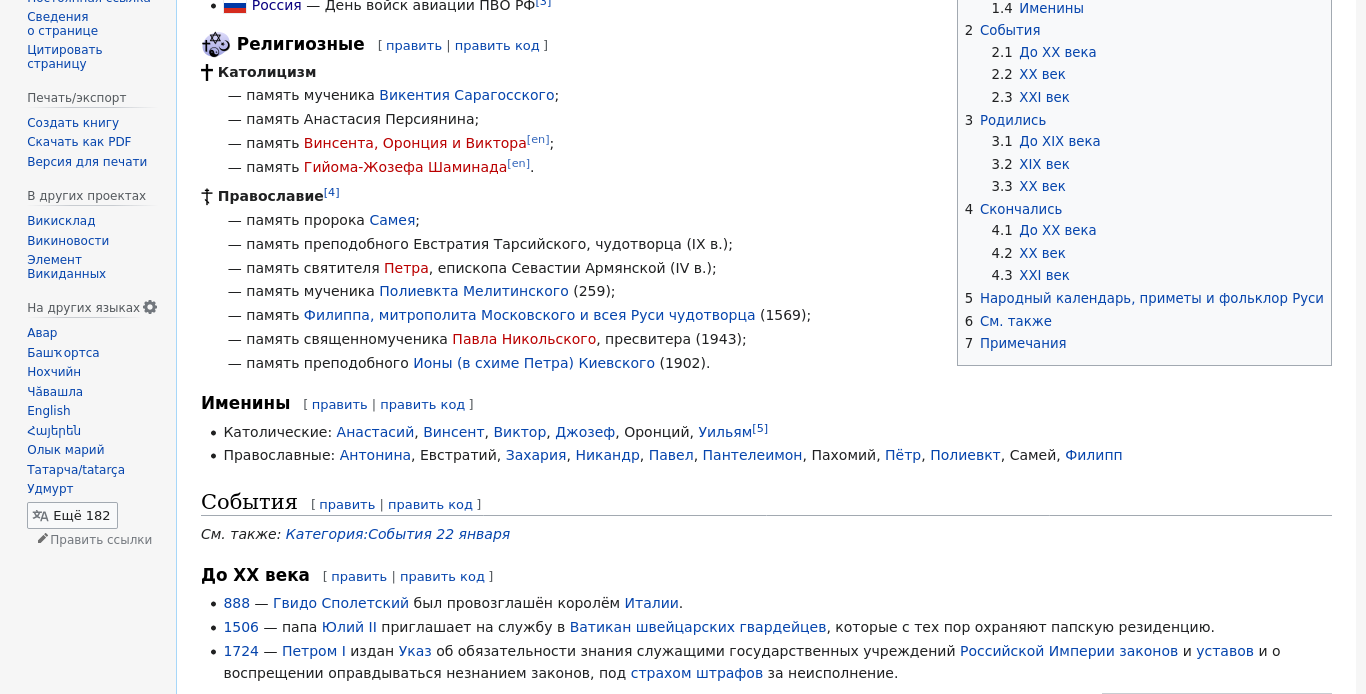 Постоянная ссылка
Сведения
о странице
Цитировать
страницу
Печать/экспорт
Создать книгу
Скачать как PDF
Версия для печати
В других проектах
Викисклад
Викиновости
Элемент
Викиданных
На других языках
Авар
Башҡортса
Нохчийн
Чӑвашла
English
Հայերեն
Олык марий
Татарча/tatarça
Удмурт
Ещё 182
Править ссылки
Россия — День войск авиации ПВО РФ[3]
Религиозные [ править | править код ]
Католицизм
— память мученика Викентия Сарагосского;
— память Анастасия Персиянина;
— память Винсента, Оронция и Виктора[en];
— память Гийома-Жозефа Шаминада[en].
Православие[4]
— память пророка Самея;
— память преподобного Евстратия Тарсийского, чудотворца (IX в.);
— память святителя Петра, епископа Севастии Армянской (IV в.);
— память мученика Полиевкта Мелитинского (259);
— память Филиппа, митрополита Московского и всея Руси чудотворца (1569);
— память священномученика Павла Никольского, пресвитера (1943);
— память преподобного Ионы (в схиме Петра) Киевского (1902).
Именины [ править | править код ]
• Католические: Анастасий, Винсент, Виктор, Джозеф, Оронций, Уильям[5]
• Православные: Антонина, Евстратий, Захария, Никандр, Павел, Пантелеимон, Пахомий, Пётр, Полиевкт, Самей, Филипп
События [ править | править код ]
См. также: Категория:События 22 января
До XX века [ править | править код ]
• 888 — Гвидо Сполетский был провозглашён королём Италии.
• 1506 — папа Юлий II приглашает на службу в Ватикан швейцарских гвардейцев, которые с тех пор охраняют папскую резиденцию.
• 1724 — Петром I издан Указ об обязательности знания служащими государственных учреждений Российской Империи законов и уставов и о
воспрещении оправдываться незнанием законов, под страхом штрафов за неисполнение.
1.4 Именины
2 События
2.1 До XX века
2.2 XX век
2.3 XXI век
3 Родились
3.1 До XIX века
3.2 XIX век
3.3 XX век
4 Скончались
4.1 До XX века
4.2 XX век
4.3 XXI век
5 Народный календарь, приметы и фольклор Руси
6 См. также
7 Примечания